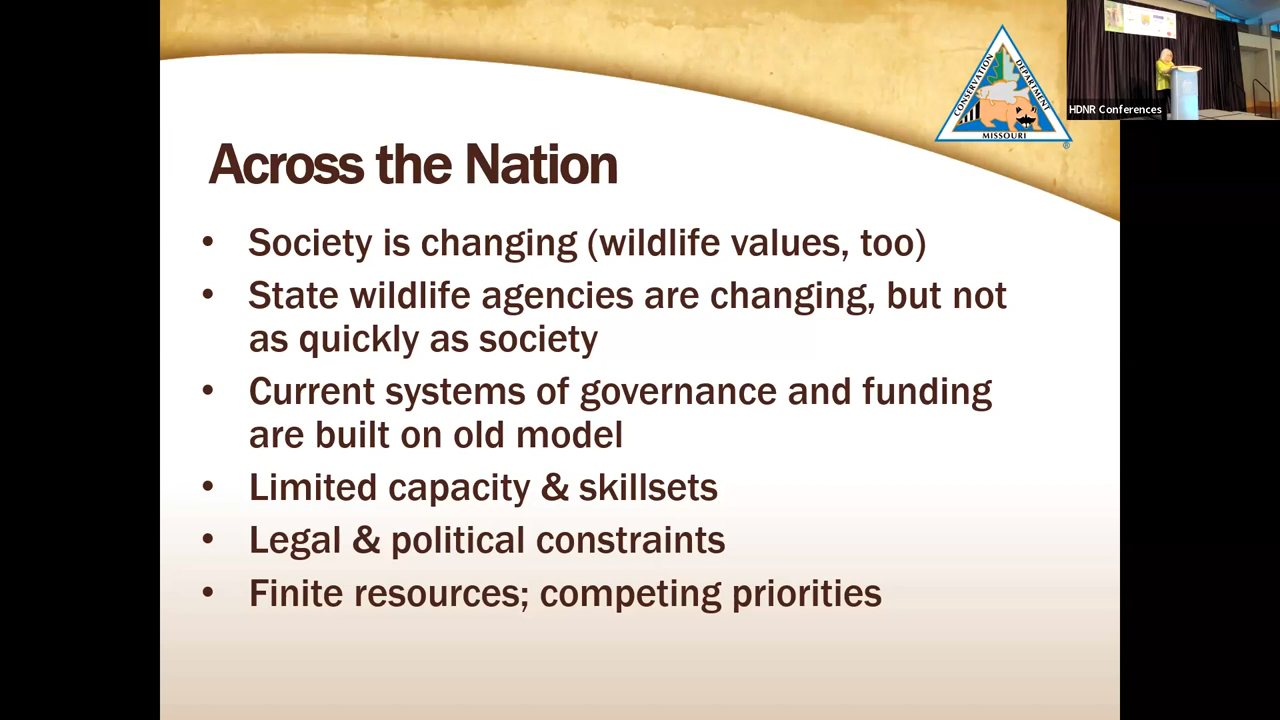 CONSERVATION DEPARTMENT
MISSOURI
®
HDNR Conferences
Across the Nation
• Society is changing (wildlife values, too)
• State wildlife agencies are changing, but not
as quickly as society
• Current systems of governance and funding
are built on old model
• Limited capacity & skillsets
• Legal & political constraints
• Finite resources; competing priorities